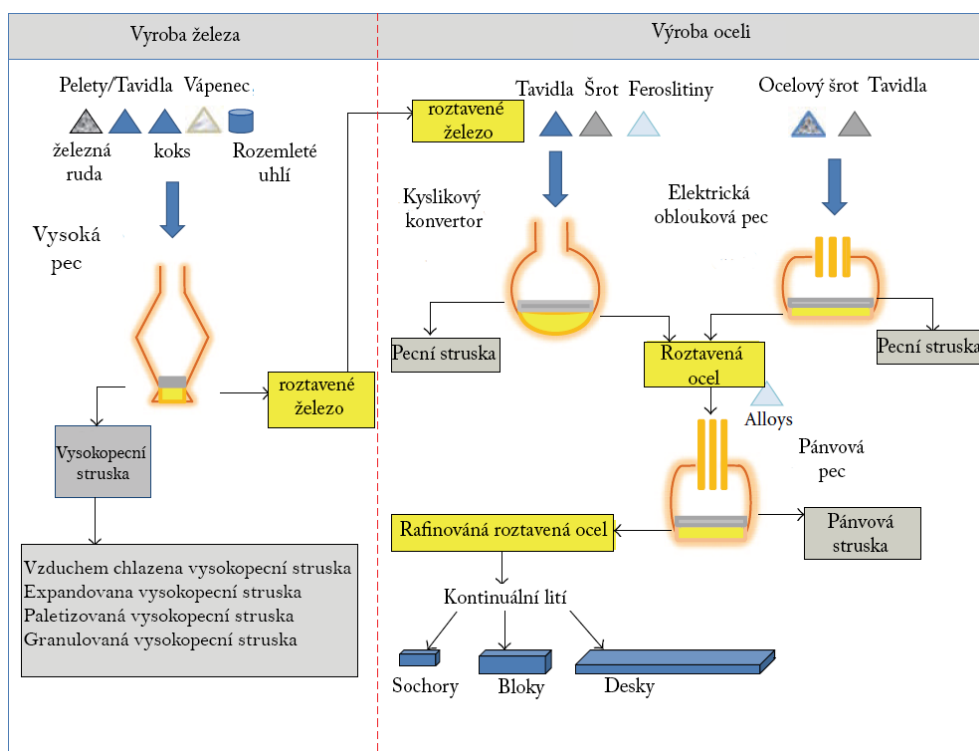 Vyroba železa
Výroba oceli
Pelety/Tavidla Vápenec
železná
ruda
koks
Rozemleté
uhlí
Vysoká
pec
roztavené
železo
Vysokopecní
struska
Vzduchem chlazena vysokopecní struska
Expandovana vysokopecní struska
Paletizovaná vysokopecní struska
Granulovaná vysokopecní struska
roztavené
železo
Tavidla Šrot Feroslitiny
Kyslikový
konvertor
Pecní struska
Ocelový šrot Tavidla
Elektrická
oblouková pec
Pecní struska
Roztavená
ocel
Alloys
Pánvová
pec
Pánvová
struska
Rafinováná roztavená ocel
Kontinuální lití
Sochory
Bloky
Desky